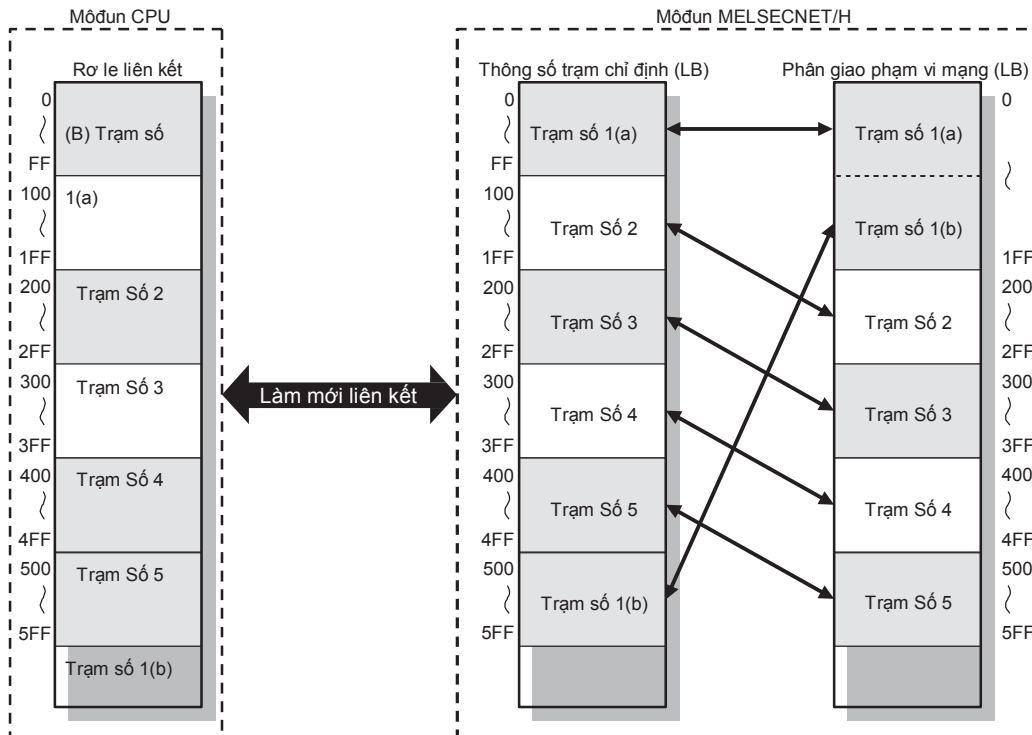 Môđun CPU
Rơ le liên kết
0
(B) Trạm số
FF
100
1(a)
1FF
200
Trạm Số 2
2FF
300
Trạm Số 3
3FF
400
Trạm Số 4
4FF
500
Trạm Số 5
5FF
Trạm số 1(b)
Làm mới liên kết
Môđun MELSECNET/H
Thông số trạm chỉ định (LB)
0
Trạm số 1(a)
FF
100
Trạm Số 2
1FF
200
Trạm Số 3
2FF
300
Trạm Số 4
3FF
400
Trạm Số 5
4FF
500
Trạm số 1(b)
5FF
Phân giao phạm vi mạng (LB)
0
Trạm số 1(a)
Trạm số 1(b)
1FF
200
Trạm Số 2
2FF
300
Trạm Số 3
3FF
400
Trạm Số 4
4FF
500
Trạm Số 5
5FF